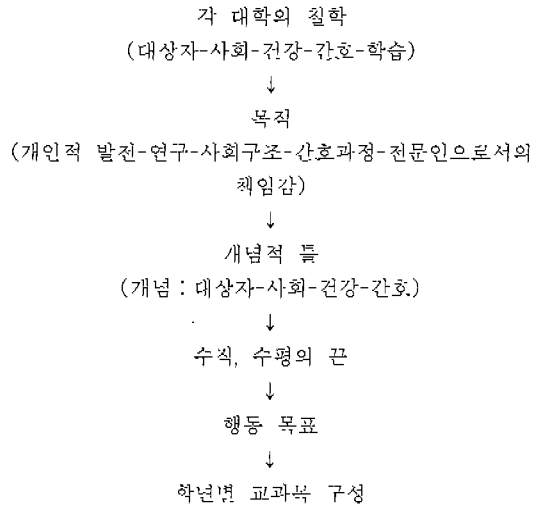 각 대학의 철학
(대상자-사회-건강-간호-학습)
↓
목적
(개인적 발전-연구-사회구조-간호과정-전문인으로서의
책임감)
↓
개념적 틀
(개념 : 대상자-사회-건강-간호)
↓
수직, 수평의 끈
↓
행동 목표
↓
학년별 교과목 구성